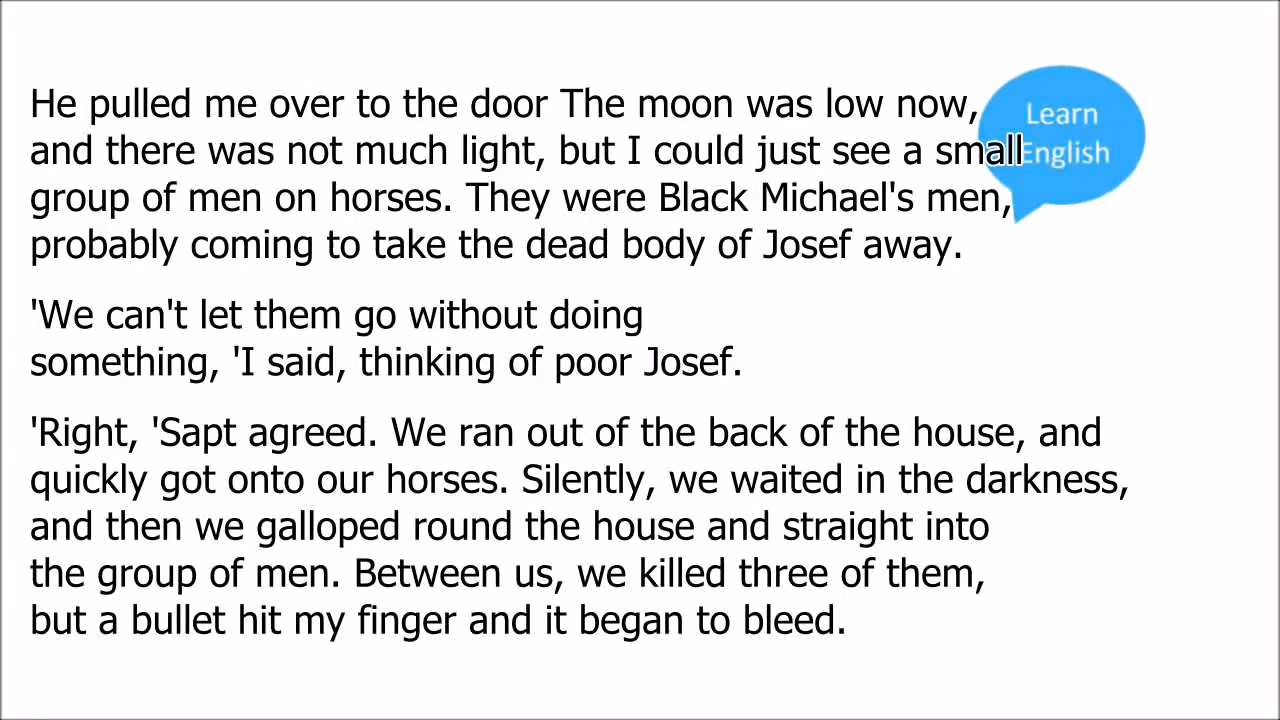 He pulled me over to the door The moon was low now,
and there was not much light, but I could just see a small
group of men on horses. They were Black Michael's men,
probably coming to take the dead body of Josef away.
'We can't let them go without doing
something, 'I said, thinking of poor Josef.
'Right, 'Sapt agreed. We ran out of the back of the house, and
quickly got onto our horses. Silently, we waited in the darkness,
and then we galloped round the house and straight into
the group of men. Between us, we killed three of them,
but a bullet hit my finger and it began to bleed.
Learn
English